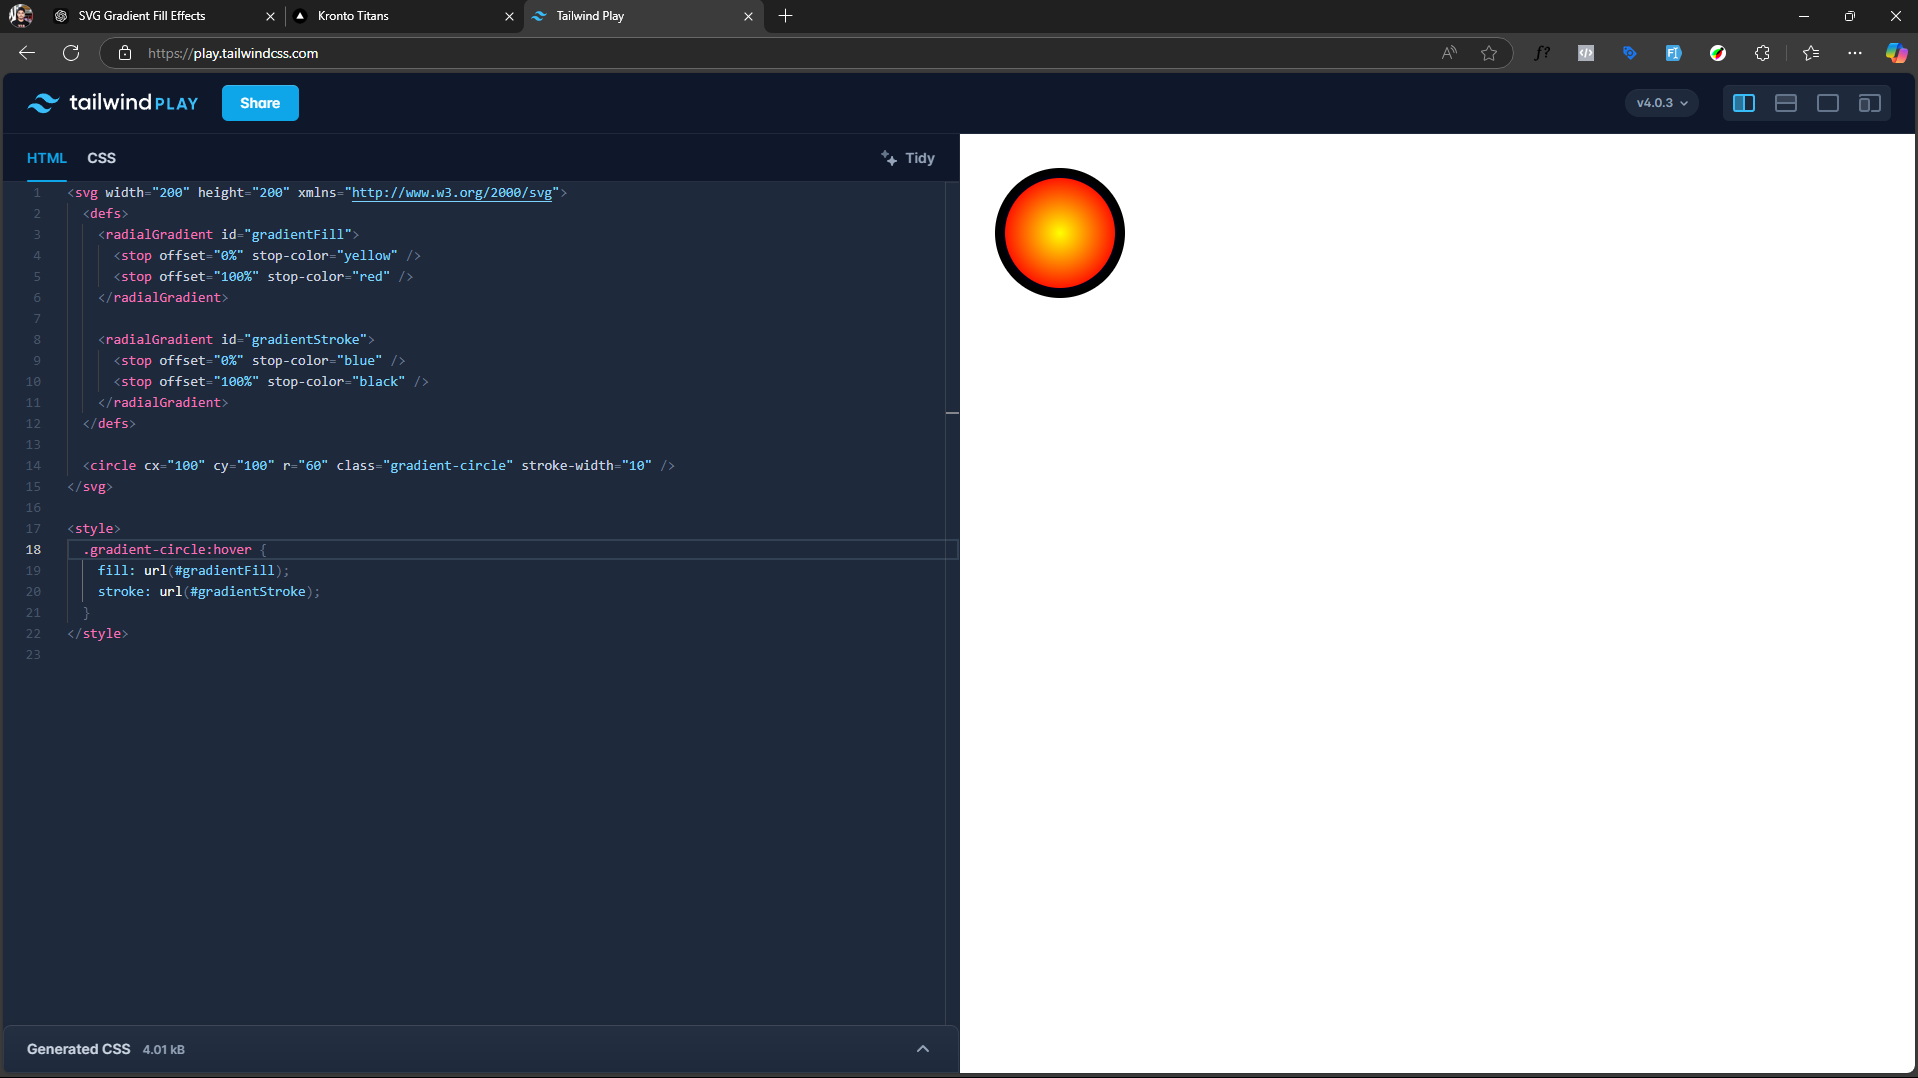 SVG Gradient Fill Effects
Kronto Titans
Tailwind Play
https://play.tailwindcss.com
tailwind PLAY
Share
v4.0.3
HTML
CSS
Tidy
1 <svg width="200" height="200" xmlns="http://www.w3.org/2000/svg">
2 <defs>
3 <radialGradient id="gradientFill">
4 <stop offset="0%" stop-color="yellow" />
5 <stop offset="100%" stop-color="red" />
6 </radialGradient>
7
8 <radialGradient id="gradientStroke">
9 <stop offset="0%" stop-color="blue" />
10 <stop offset="100%" stop-color="black" />
11 </radialGradient>
12 </defs>
13
14 <circle cx="100" cy="100" r="60" class="gradient-circle" stroke-width="10" />
15 </svg>
16
17 <style>
18 .gradient-circle:hover {
19 fill: url(#gradientFill);
20 stroke: url(#gradientStroke);
21 }
22 </style>
23
Generated CSS 4.01 kB